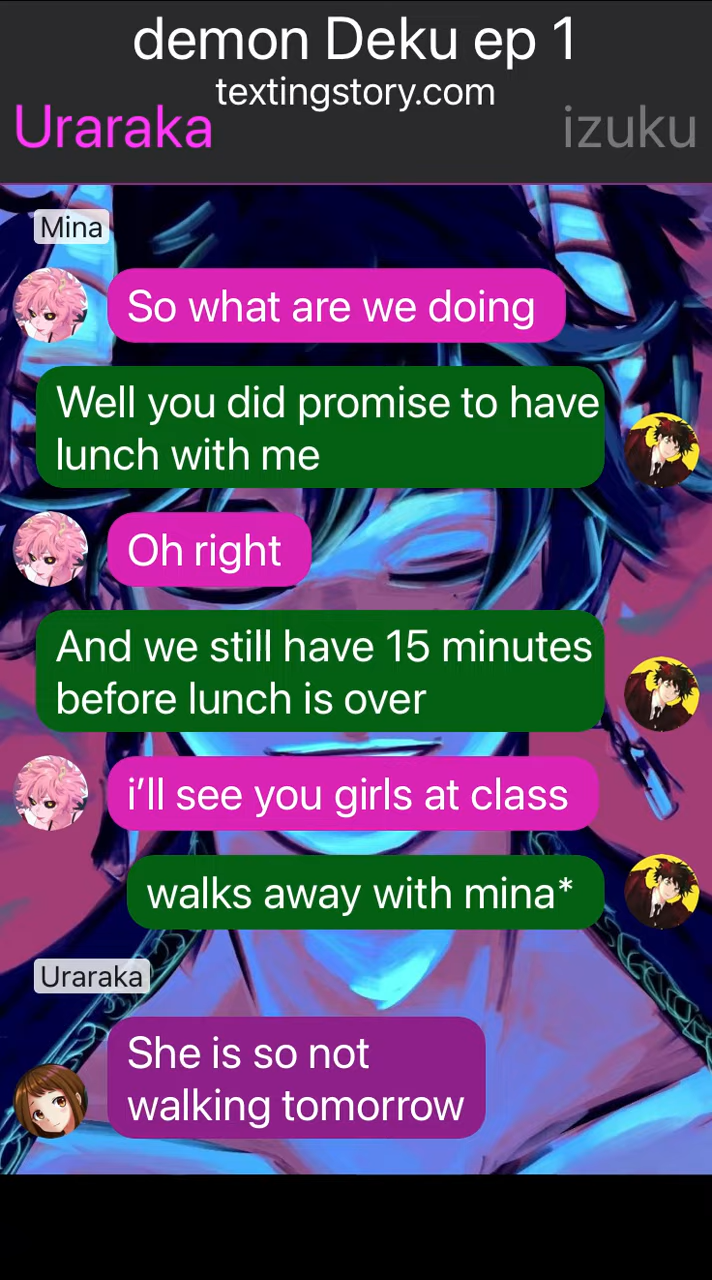 demon Deku ep 1
textingstory.com
Uraraka
izuku
Mina
So what are we doing
Well you did promise to have
lunch with me
Oh right
And we still have 15 minutes
before lunch is over
i’ll see you girls at class
walks away with mina*
Uraraka
She is so not
walking tomorrow